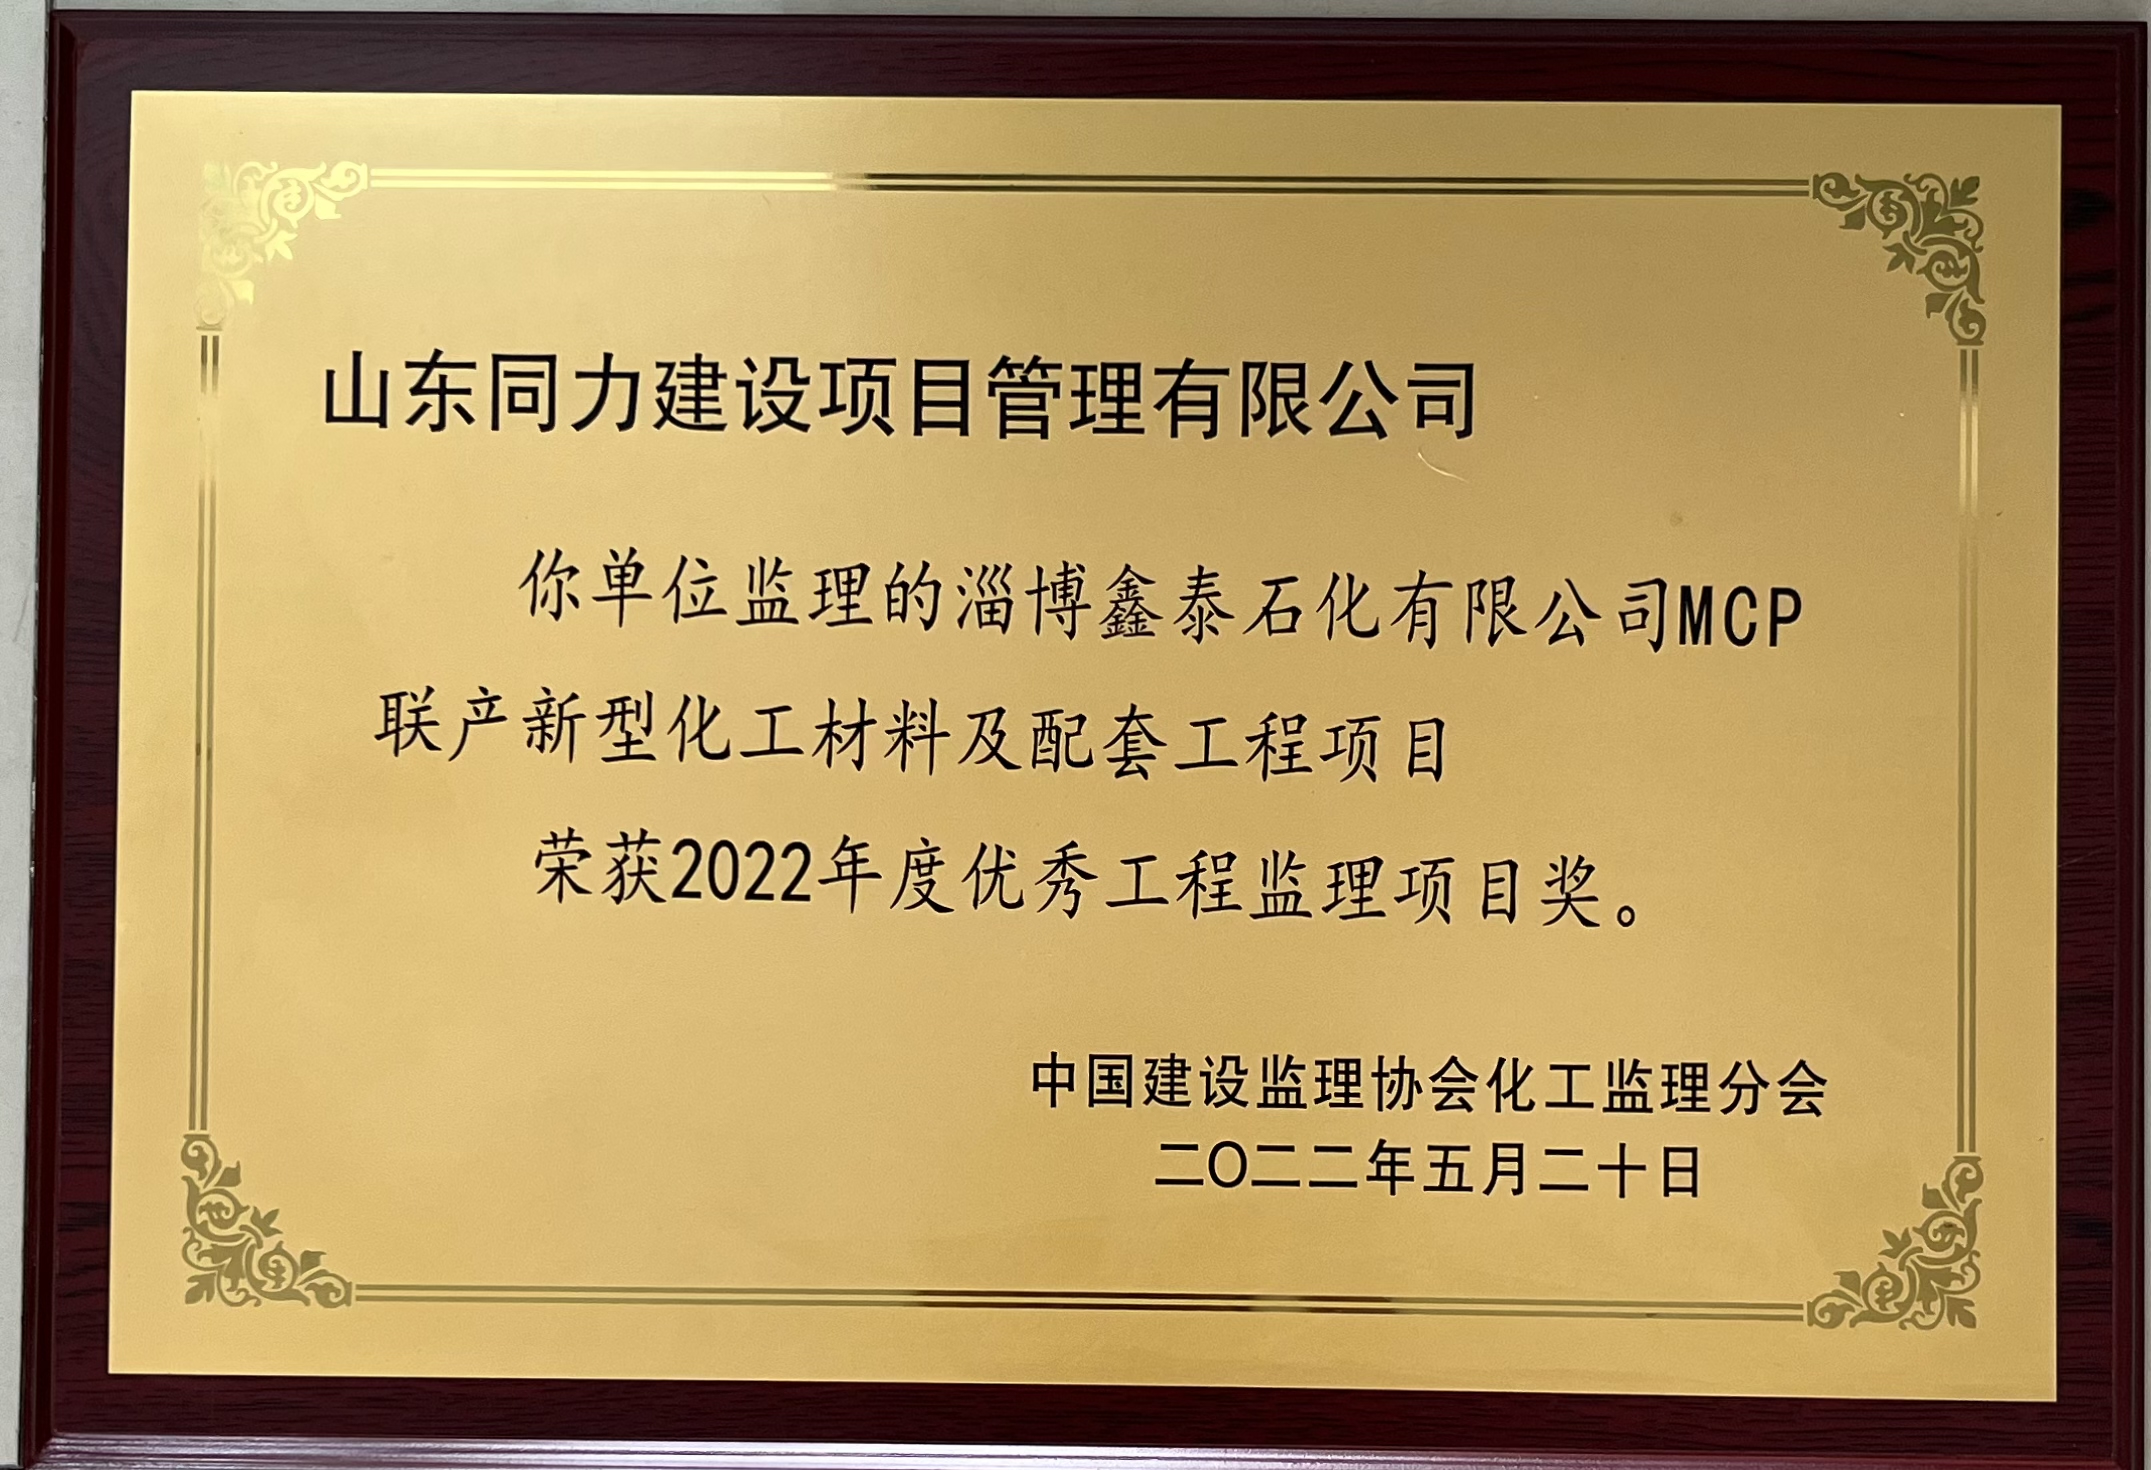 山东同力建设项目管理有限公司
你单位监理的淄博鑫泰石化有限公司MCP
联产新型化工材料及配套工程项目
荣获2022年度优秀工程监理项目奖。
中国建设监理协会化工监理分会
二〇二二年五月二十日